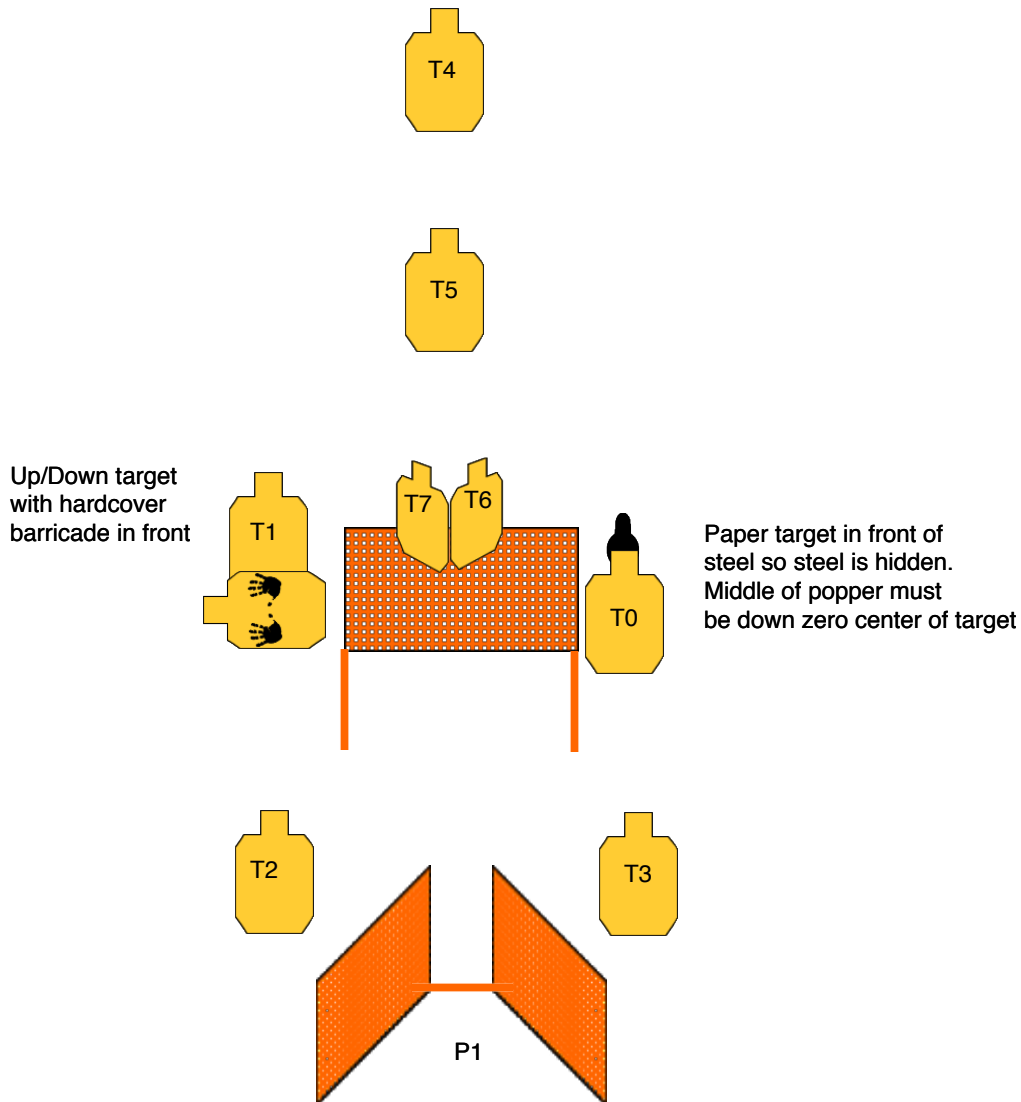 T4
T5
Up/Down target
with hardcover
barricade in front
T1
T7
T6
Paper target in front of
steel so steel is hidden.
Middle of popper must
be down zero center of target
T0
T2
T3
P1